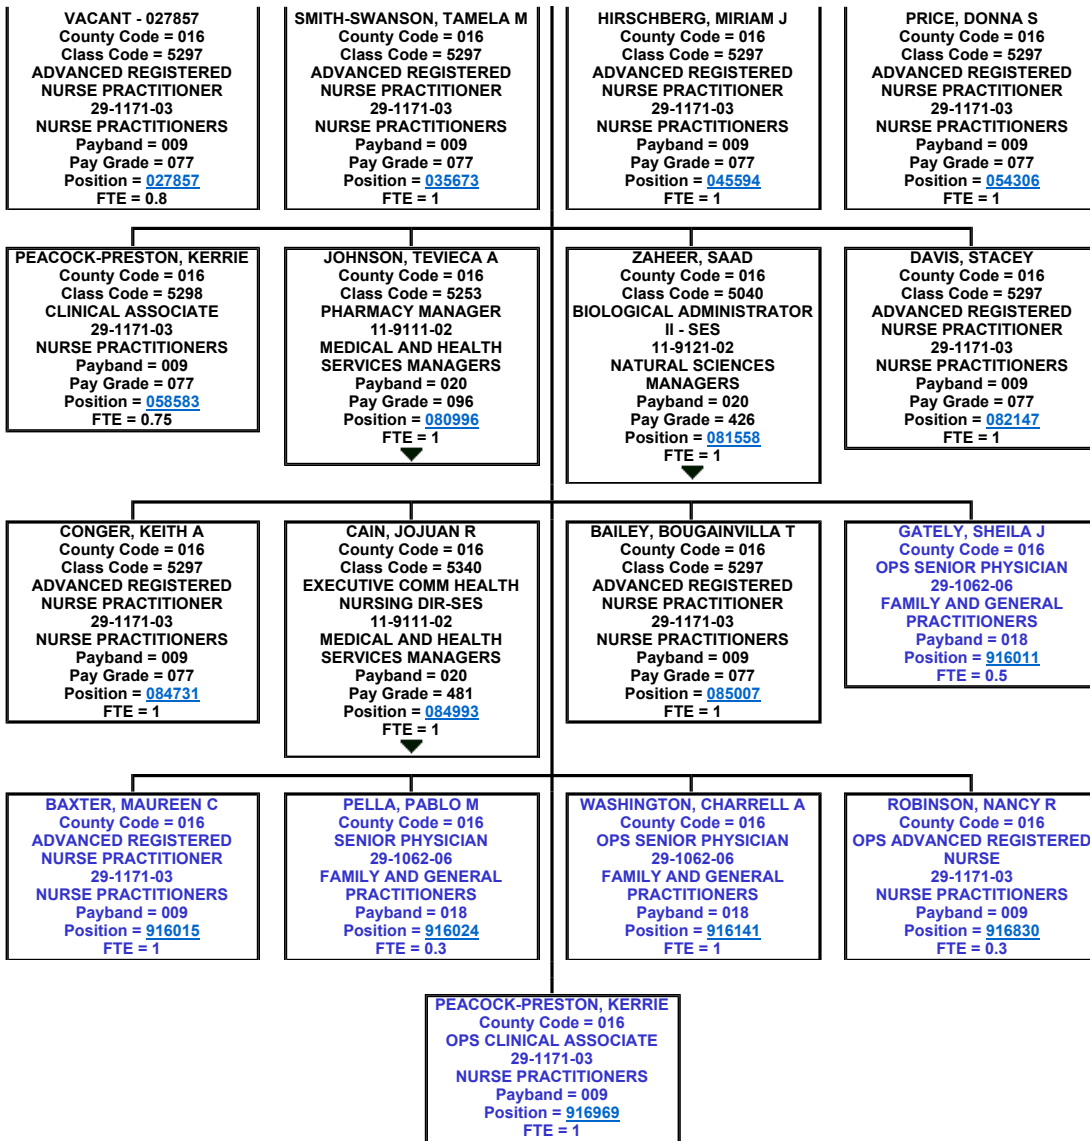 VACANT - 027857
County Code = 016
Class Code = 5297
ADVANCED REGISTERED
NURSE PRACTITIONER
29-1171-03
NURSE PRACTITIONERS
Payband = 009
Pay Grade = 077
Position = 027857
FTE = 0.8
SMITH-SWANSON, TAMELA M
County Code = 016
Class Code = 5297
ADVANCED REGISTERED
NURSE PRACTITIONER
29-1171-03
NURSE PRACTITIONERS
Payband = 009
Pay Grade = 077
Position = 035673
FTE = 1
HIRSCHBERG, MIRIAM J
County Code = 016
Class Code = 5297
ADVANCED REGISTERED
NURSE PRACTITIONER
29-1171-03
NURSE PRACTITIONERS
Payband = 009
Pay Grade = 077
Position = 045594
FTE = 1
PRICE, DONNA S
County Code = 016
Class Code = 5297
ADVANCED REGISTERED
NURSE PRACTITIONER
29-1171-03
NURSE PRACTITIONERS
Payband = 009
Pay Grade = 077
Position = 054306
FTE = 1
PEACOCK-PRESTON, KERRIE
County Code = 016
Class Code = 5298
CLINICAL ASSOCIATE
29-1171-03
NURSE PRACTITIONERS
Payband = 009
Pay Grade = 077
Position = 058583
FTE = 0.75
JOHNSON, TEVIECA A
County Code = 016
Class Code = 5253
PHARMACY MANAGER
11-9111-02
MEDICAL AND HEALTH
SERVICES MANAGERS
Payband = 020
Pay Grade = 096
Position = 080996
FTE = 1
ZAHEER, SAAD
County Code = 016
Class Code = 5040
BIOLOGICAL ADMINISTRATOR
II - SES
11-9121-02
NATURAL SCIENCES
MANAGERS
Payband = 020
Pay Grade = 426
Position = 081558
FTE = 1
DAVIS, STACEY
County Code = 016
Class Code = 5297
ADVANCED REGISTERED
NURSE PRACTITIONER
29-1171-03
NURSE PRACTITIONERS
Payband = 009
Pay Grade = 077
Position = 082147
FTE = 1
CONGER, KEITH A
County Code = 016
Class Code = 5297
ADVANCED REGISTERED
NURSE PRACTITIONER
29-1171-03
NURSE PRACTITIONERS
Payband = 009
Pay Grade = 077
Position = 084731
FTE = 1
CAIN, JOJUAN R
County Code = 016
Class Code = 5340
EXECUTIVE COMM HEALTH
NURSING DIR-SES
11-9111-02
MEDICAL AND HEALTH
SERVICES MANAGERS
Payband = 020
Pay Grade = 481
Position = 084993
FTE = 1
BAILEY, BOUGAINVILLA T
County Code = 016
Class Code = 5297
ADVANCED REGISTERED
NURSE PRACTITIONER
29-1171-03
NURSE PRACTITIONERS
Payband = 009
Pay Grade = 077
Position = 085007
FTE = 1
GATELY, SHEILA J
County Code = 016
OPS SENIOR PHYSICIAN
29-1062-06
FAMILY AND GENERAL
PRACTITIONERS
Payband = 018
Position = 916011
FTE = 0.5
BAXTER, MAUREEN C
County Code = 016
ADVANCED REGISTERED
NURSE PRACTITIONER
29-1171-03
NURSE PRACTITIONERS
Payband = 009
Position = 916015
FTE = 1
PELLA, PABLO M
County Code = 016
SENIOR PHYSICIAN
29-1062-06
FAMILY AND GENERAL
PRACTITIONERS
Payband = 018
Position = 916024
FTE = 0.3
WASHINGTON, CHARRELL A
County Code = 016
OPS SENIOR PHYSICIAN
29-1062-06
FAMILY AND GENERAL
PRACTITIONERS
Payband = 018
Position = 916141
FTE = 1
ROBINSON, NANCY R
County Code = 016
OPS ADVANCED REGISTERED
NURSE
29-1171-03
NURSE PRACTITIONERS
Payband = 009
Position = 916830
FTE = 0.3
PEACOCK-PRESTON, KERRIE
County Code = 016
OPS CLINICAL ASSOCIATE
29-1171-03
NURSE PRACTITIONERS
Payband = 009
Position = 916969
FTE = 1